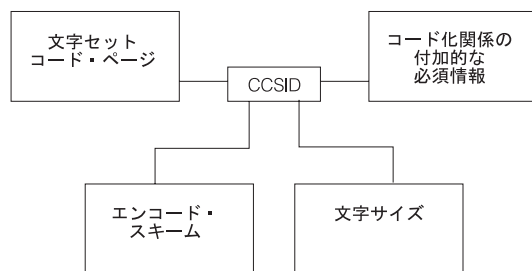 文字セット
コード・ページ
コード化関係の
付加的な
必須情報
CCSID
エンコード・
スキーム
文字サイズ